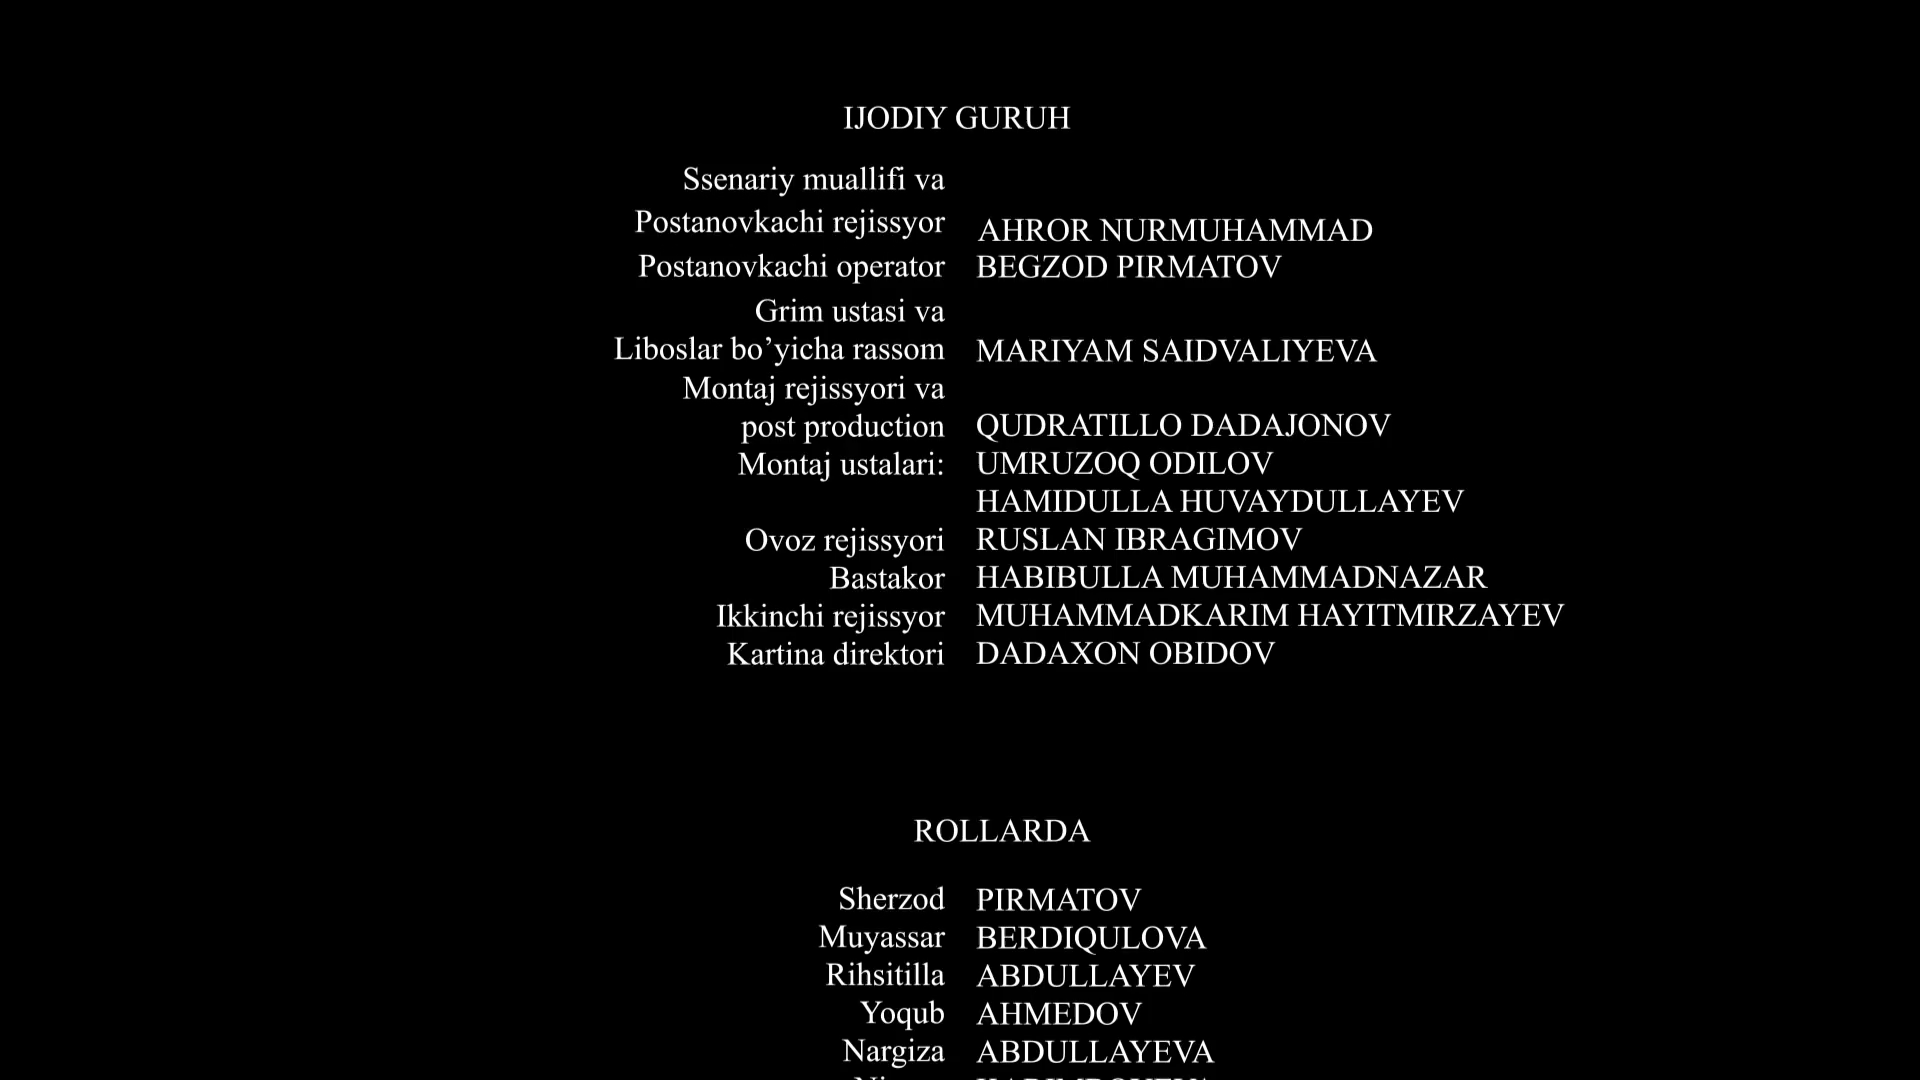 IJODIY GURUH
Ssenariy muallifi va
Postanovkachi rejissyor AHROR NURMUHAMMAD
Postanovkachi operator BEGZOD PIRMATOV
Grim ustasi va
Liboslar bo’yicha rassom MARIYAM SAIDVALIYEVA
Montaj rejissyori va
post production QUDRATILLO DADAJONOV
Montaj ustalari: UMRUZOQ ODILOV
HAMIDULLA HUVAYDULLAYEV
Ovoz rejissyori RUSLAN IBRAGIMOV
Bastakor HABIBULLA MUHAMMADNAZAR
Ikkinchi rejissyor MUHAMMADKARIM HAYITMIRZAYEV
Kartina direktori DADAXON OBIDOV
ROLLARDA
Sherzod PIRMATOV
Muyassar BERDIQULOVA
Rihsitilla ABDULLAYEV
Yoqub AHMEDOV
Nargiza ABDULLAYEVA